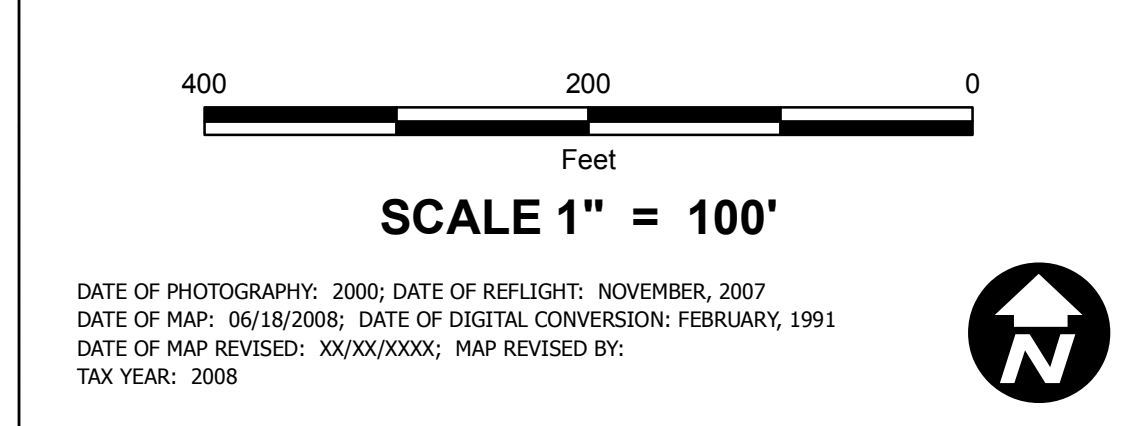 400 200 0
Feet
SCALE 1" = 100'
DATE OF PHOTOGRAPHY: 2000; DATE OF REFLIGHT: NOVEMBER, 2007
DATE OF MAP: 06/18/2008; DATE OF DIGITAL CONVERSION: FEBRUARY, 1991
DATE OF MAP REVISED: XX/XX/XXXX; MAP REVISED BY:
TAX YEAR: 2008
N